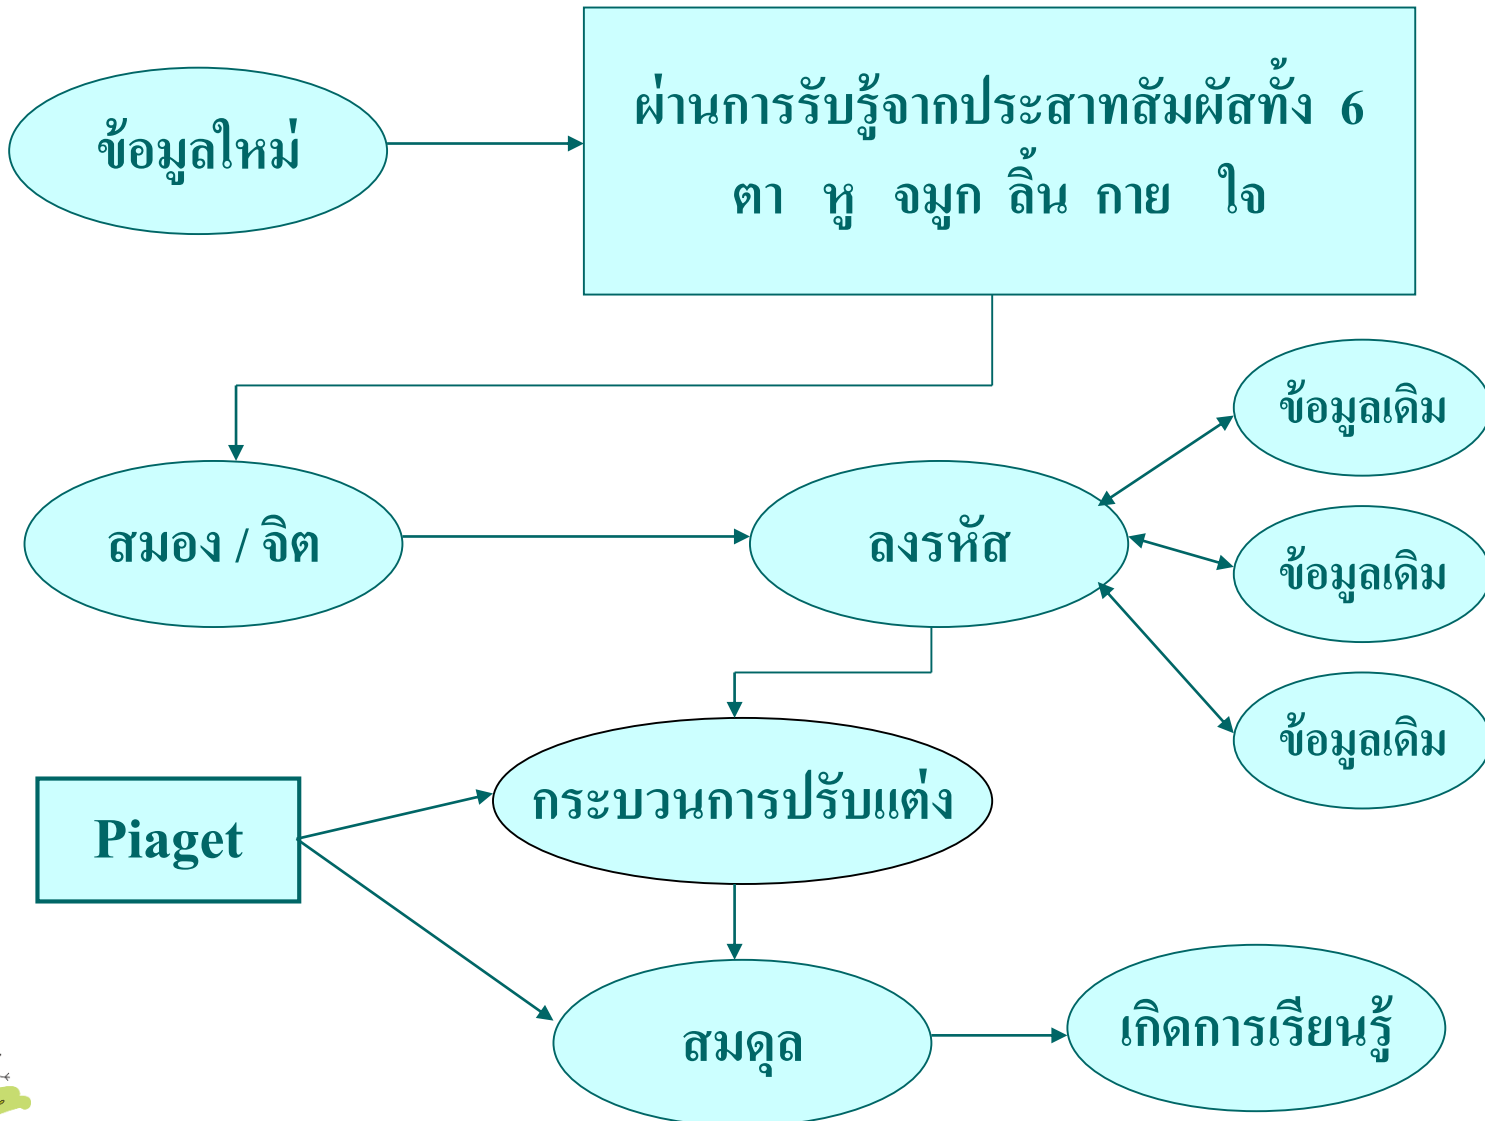 ข้อมูลใหม่
ผ่านการรับรู้จากประสาทสัมผัสทั้ง 6
ตา หู จมูก ลิ้น กาย ใจ
ข้อมูลเดิม
สมอง / จิต
ลงรหัส
ข้อมูลเดิม
ข้อมูลเดิม
กระบวนการปรับแต่ง
Piaget
สมดุล
เกิดการเรียนรู้